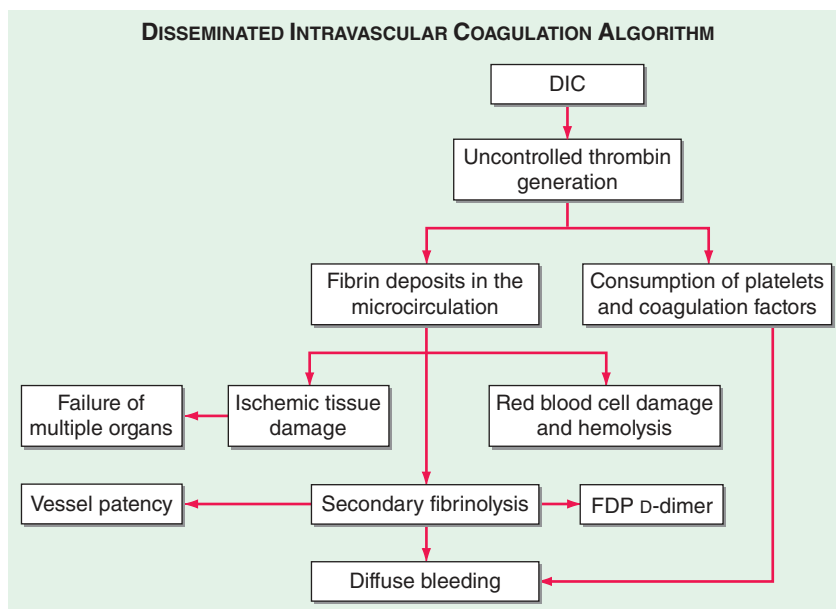 DISSEMINATED INTRAVASCULAR COAGULATION ALGORITHM
DIC
Uncontrolled thrombin
generation
Fibrin deposits in the
microcirculation
Consumption of platelets
and coagulation factors
Failure of
multiple organs
Ischemic tissue
damage
Red blood cell damage
and hemolysis
Vessel patency
Secondary fibrinolysis
FDP D-dimer
Diffuse bleeding